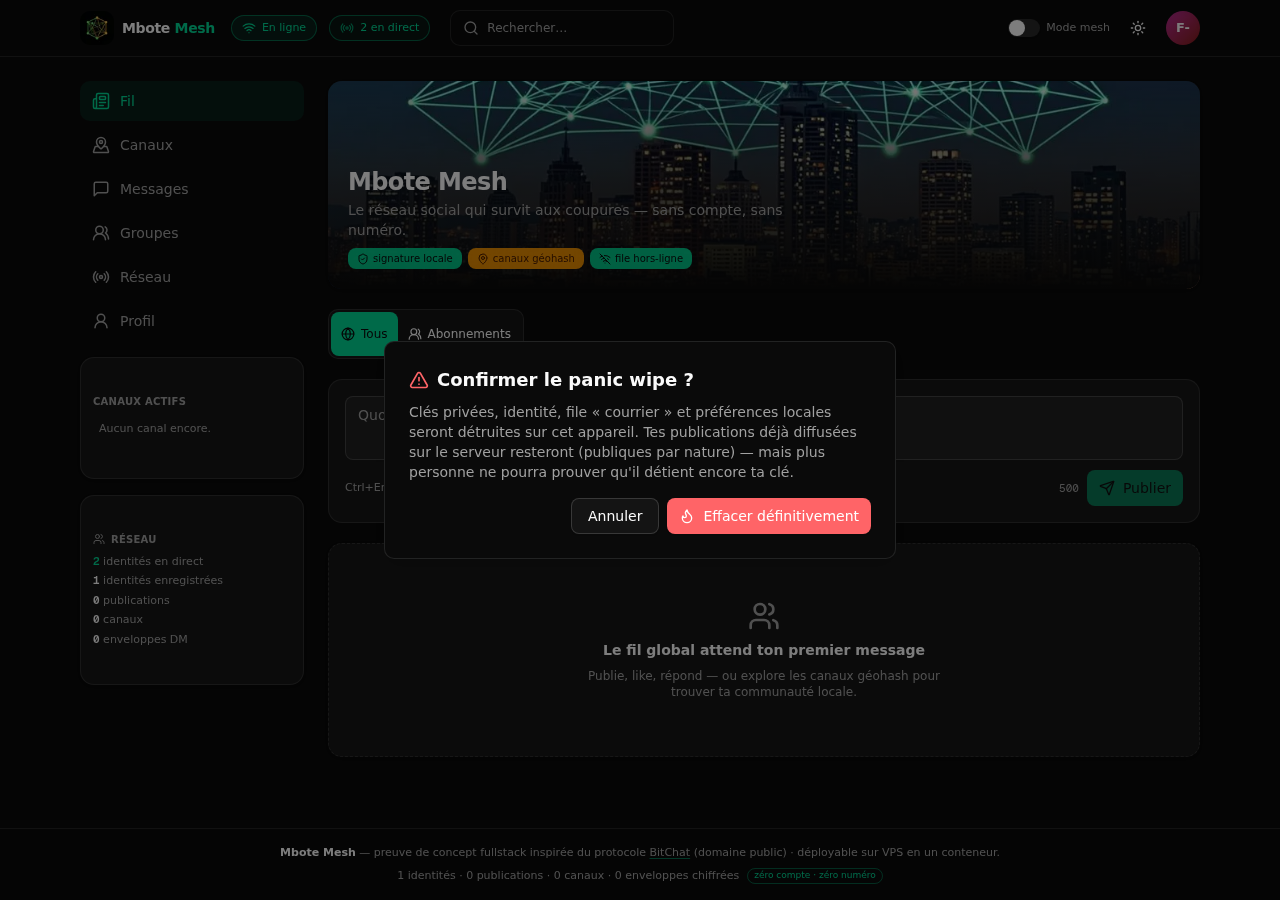 Mbote Mesh
En ligne
2 en direct
Rechercher…
Mode mesh
F-
Fil
Canaux
Messages
Groupes
Réseau
Profil
CANAUX ACTIFS
Aucun canal encore.
RÉSEAU
2 identités en direct
1 identités enregistrées
0 publications
0 canaux
0 enveloppes DM
Mbote Mesh
Le réseau social qui survit aux coupures — sans compte, sans
numéro.
signature locale
canaux géohash
file hors-ligne
Tous
Abonnements
Quo
Ctrl+En
500
Publier
Confirmer le panic wipe ?
Clés privées, identité, file « courrier » et préférences locales
seront détruites sur cet appareil. Tes publications déjà diffusées
sur le serveur resteront (publiques par nature) — mais plus
personne ne pourra prouver qu'il détient encore ta clé.
Annuler
Effacer définitivement
Le fil global attend ton premier message
Publie, like, répond — ou explore les canaux géohash pour
trouver ta communauté locale.
Mbote Mesh — preuve de concept fullstack inspirée du protocole BitChat (domaine public) · déployable sur VPS en un conteneur.
1 identités · 0 publications · 0 canaux · 0 enveloppes chiffrées
zéro compte · zéro numéro